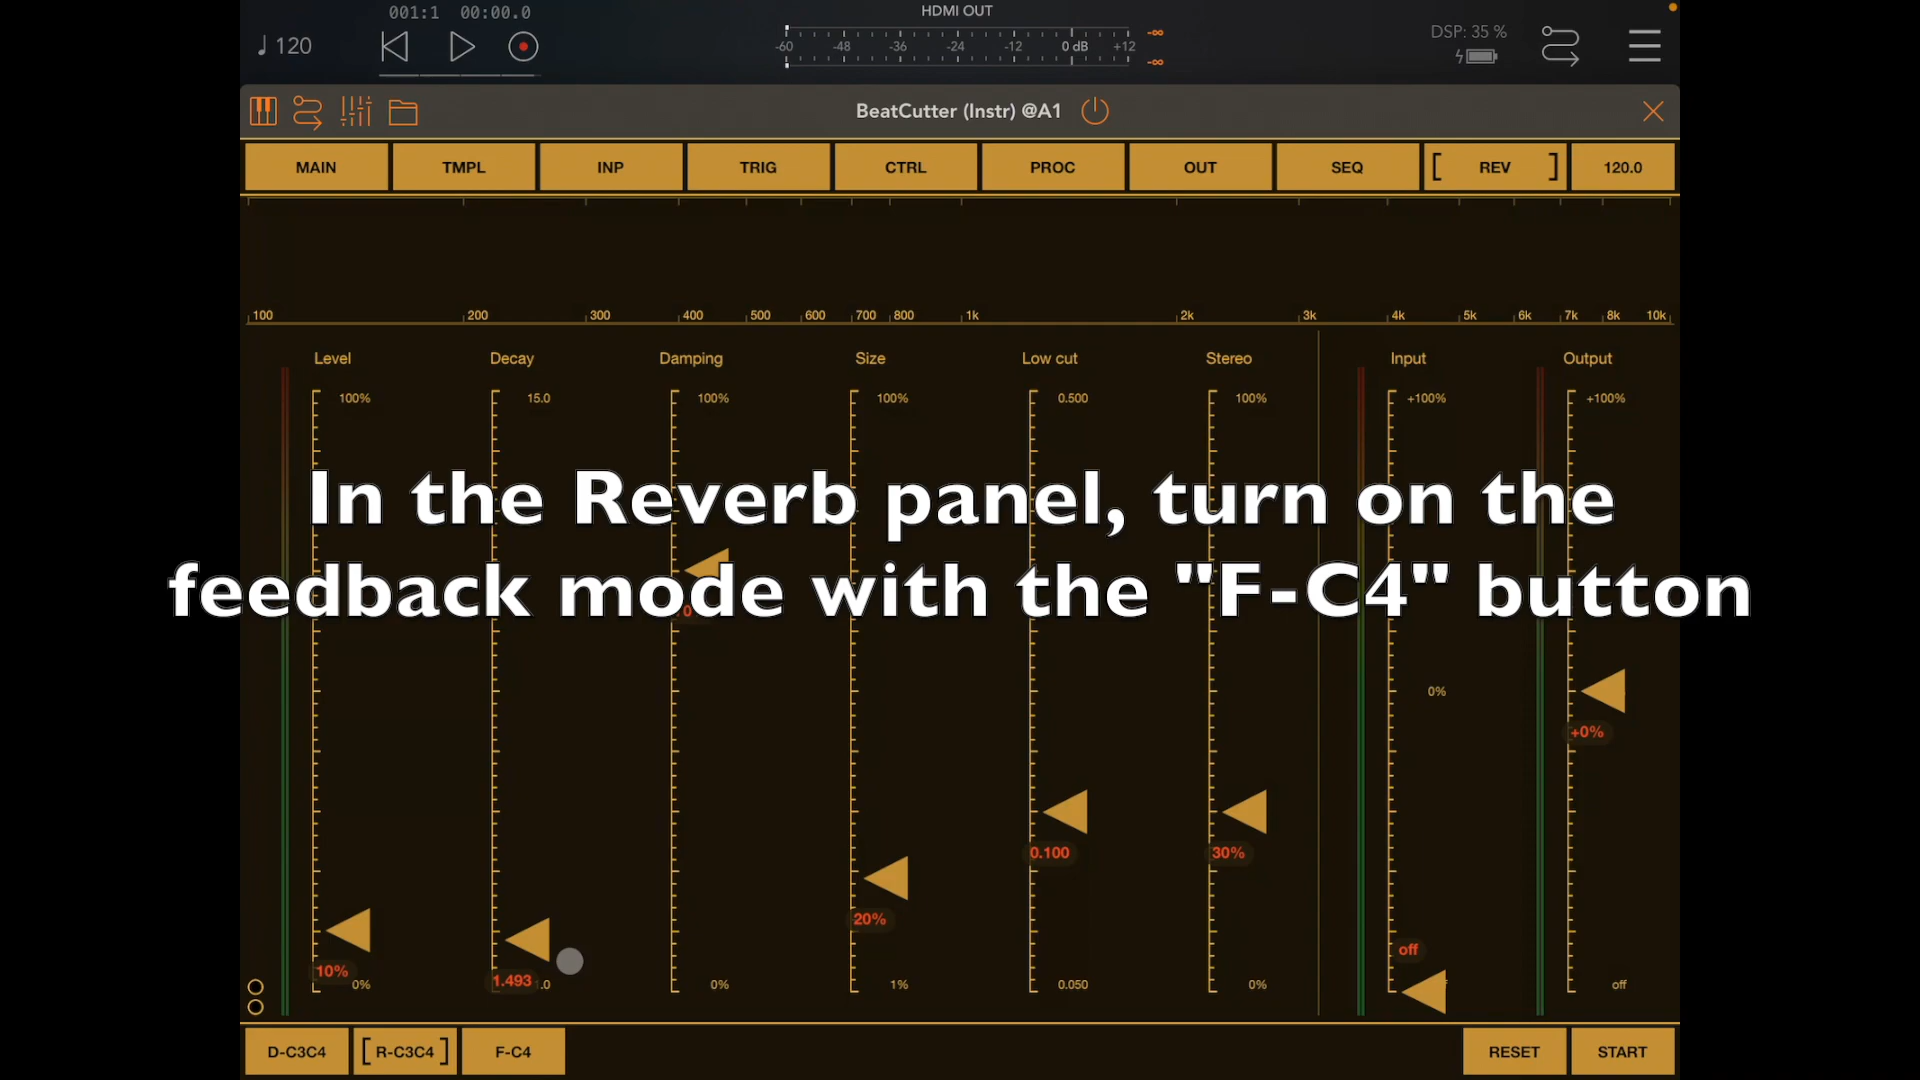 001:1 00:00.0
HDMI OUT
♩ 120
-60 -48 -36 -24 -12 0 dB +12
-∞
-∞
DSP: 35 %
BeatCutter (Instr) @A1
MAIN TMPL INP TRIG CTRL PROC OUT SEQ [ REV ] 120.0
100 200 300 400 500 600 700 800 1k 2k 3k 4k 5k 6k 7k 8k 10k
Level Decay Damping Size Low cut Stereo Input Output
100% 15.0 100% 100% 0.500 100% +100% +100%
In the Reverb panel, turn on the
feedback mode with the "F-C4" button
0%
+0%
0.100 30%
20%
off
10% 1.493
0% .0 0% 1% 0.050 0% off
D-C3C4 [ R-C3C4 ] F-C4 RESET START